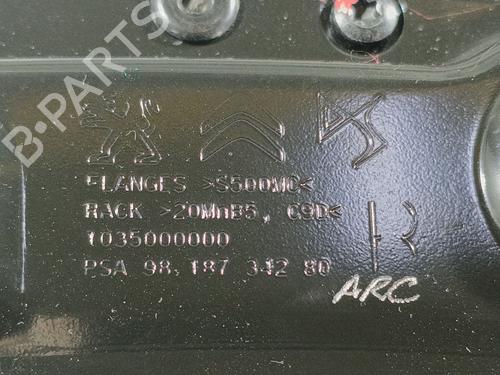 B-PARTS
FLANGES >S500MC<
RACK >20MnB5, C9D<
1035000000
PSA 98 187 342 80
ARC